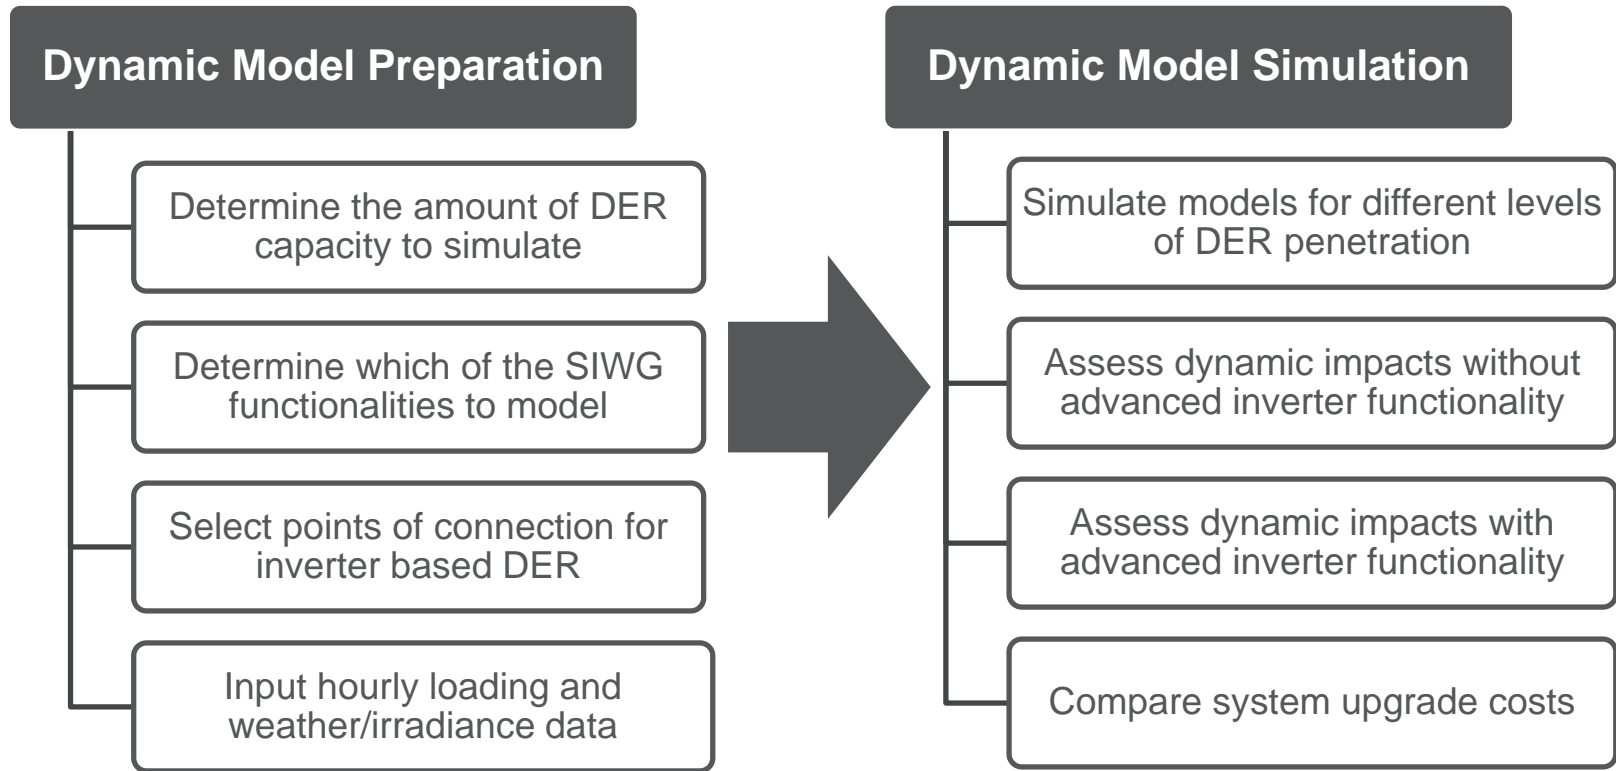 Dynamic Model Preparation
Determine the amount of DER
capacity to simulate
Determine which of the SIWG
functionalities to model
Select points of connection for
inverter based DER
Input hourly loading and
weather/irradiance data
Dynamic Model Simulation
Simulate models for different levels
of DER penetration
Assess dynamic impacts without
advanced inverter functionality
Assess dynamic impacts with
advanced inverter functionality
Compare system upgrade costs